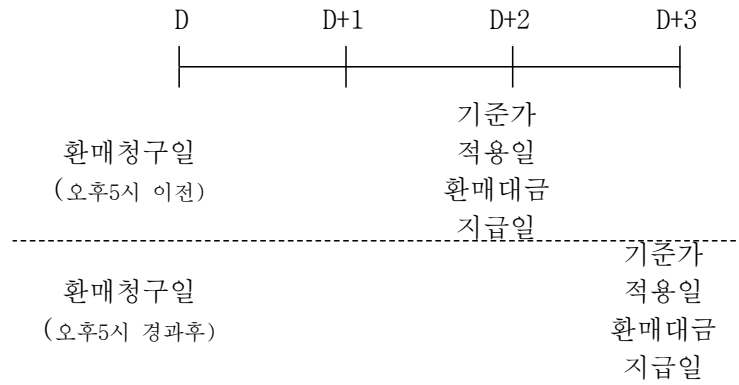 D D+1 D+2 D+3
기준가
환매청구일 적용일
(오후5시 이전) 환매대금
지급일
기준가
환매청구일 적용일
(오후5시 경과후) 환매대금
지급일